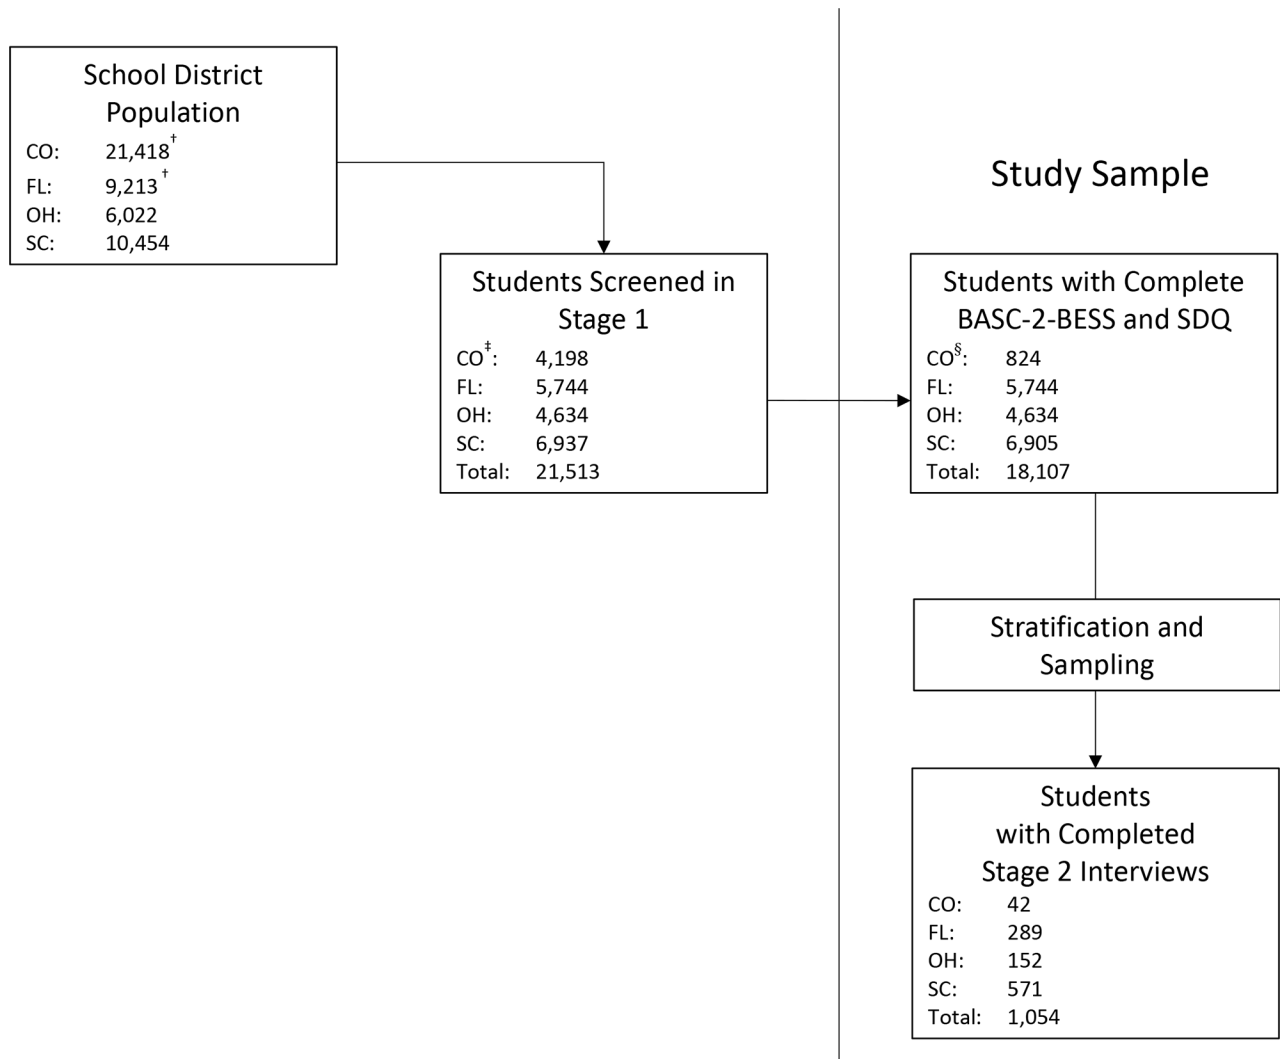 School District
Population
CO: 21,418†
FL: 9,213†
OH: 6,022
SC: 10,454
Students Screened in
Stage 1
CO‡: 4,198
FL: 5,744
OH: 4,634
SC: 6,937
Total: 21,513
Study Sample
Students with Complete
BASC-2-BESS and SDQ
CO§: 824
FL: 5,744
OH: 4,634
SC: 6,905
Total: 18,107
Stratification and
Sampling
Students
with Completed
Stage 2 Interviews
CO: 42
FL: 289
OH: 152
SC: 571
Total: 1,054